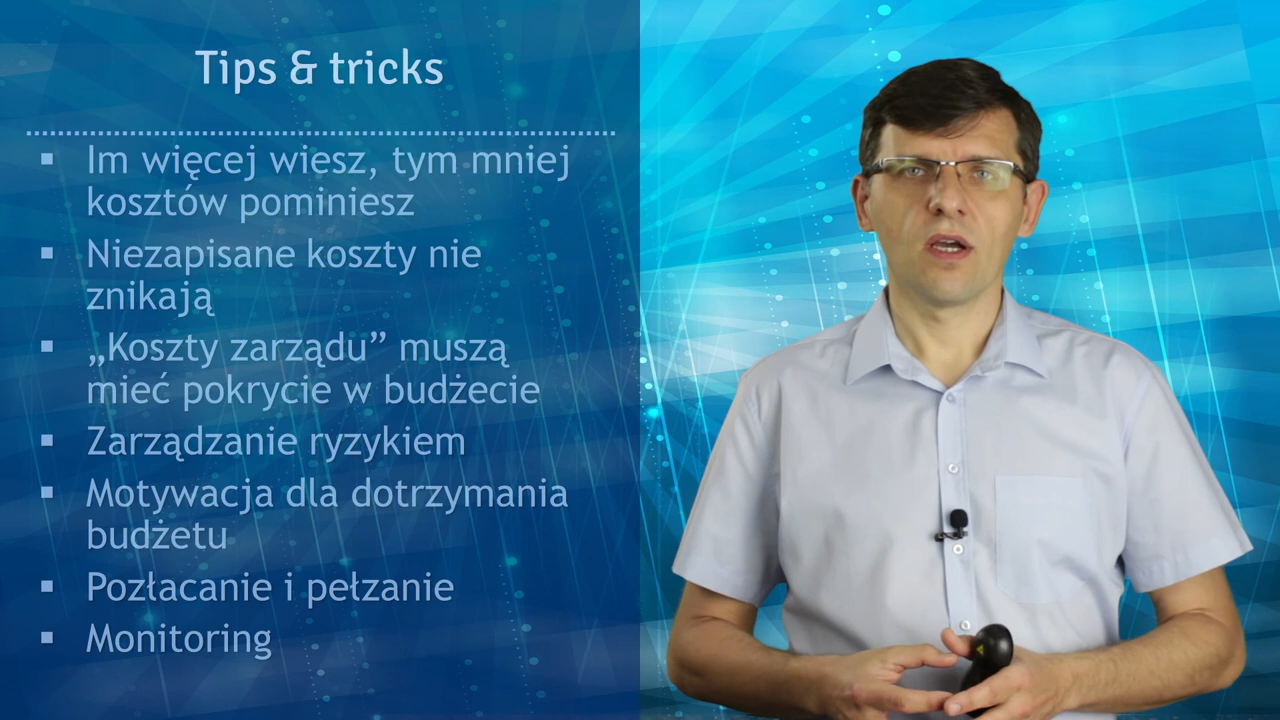 Tips & tricks
Im więcej wiesz, tym mniej
kosztów pominiesz
Niezapisane koszty nie
znikają
„Koszty zarządu” muszą
mieć pokrycie w budżecie
Zarządzanie ryzykiem
Motywacja dla dotrzymania
budżetu
Pozłacanie i pełzanie
Monitoring